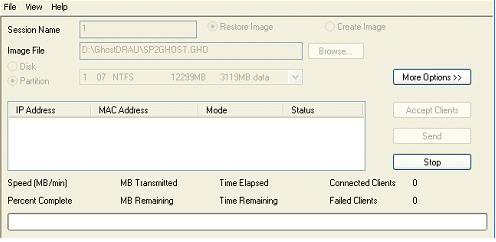 File View Help
Session Name 1 Restore Image Create Image
Image File D:\GhostDRAU\SP2GHOST.GHO Browse...
Disk
Partition 1 07 NTFS 12299MB 3119MB data More Options >>
IP Address MAC Address Mode Status Accept Clients
Send
Stop
Speed (MB/min) MB Transmitted Time Elapsed Connected Clients 0
Percent Complete MB Remaining Time Remaining Failed Clients 0